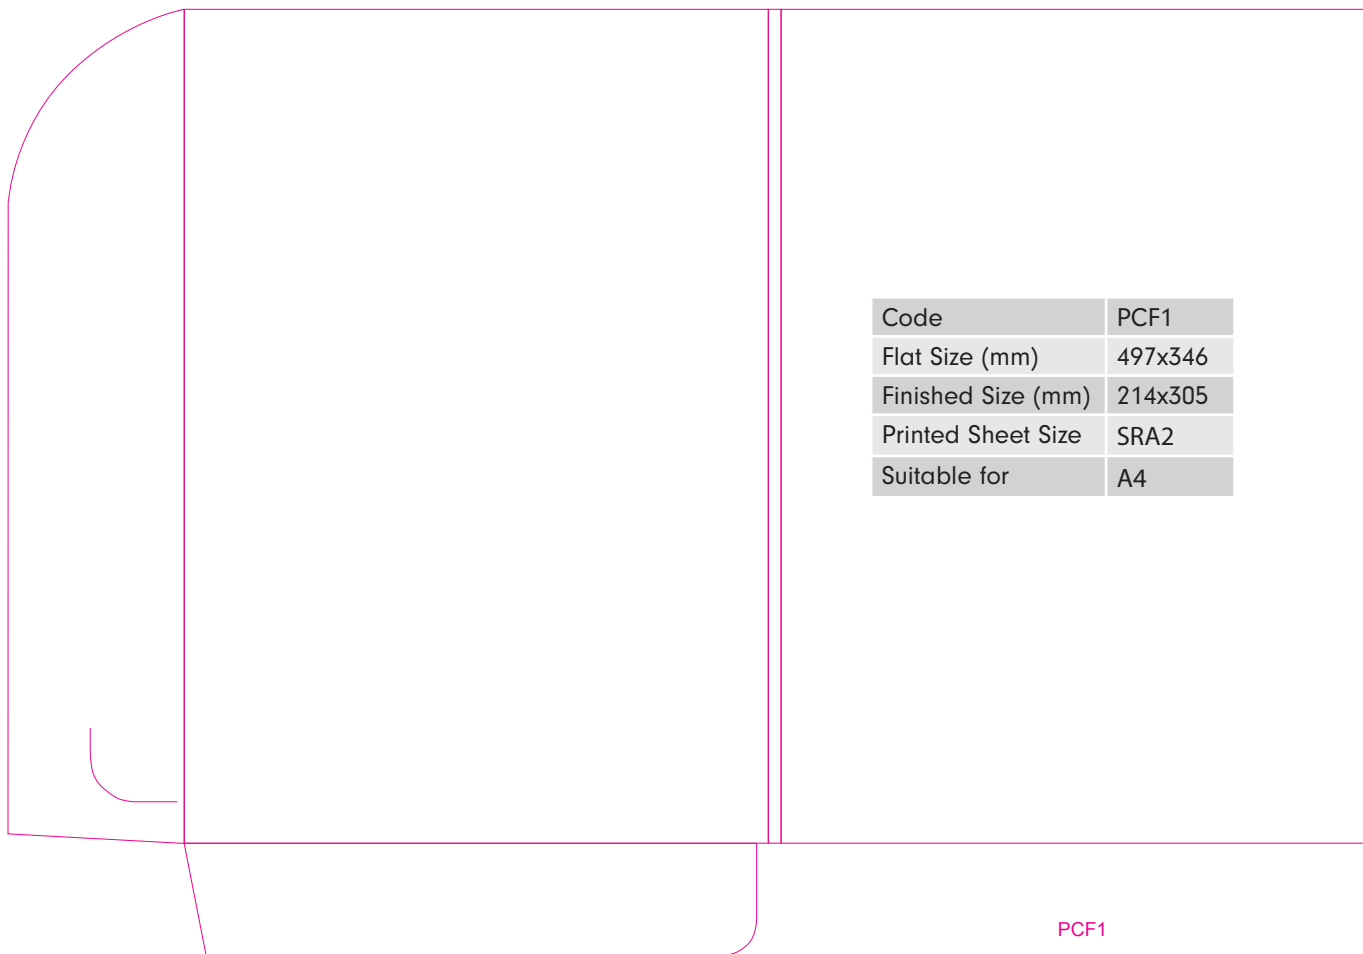 Code PCF1
Flat Size (mm) 497x346
Finished Size (mm) 214x305
Printed Sheet Size SRA2
Suitable for A4
PCF1